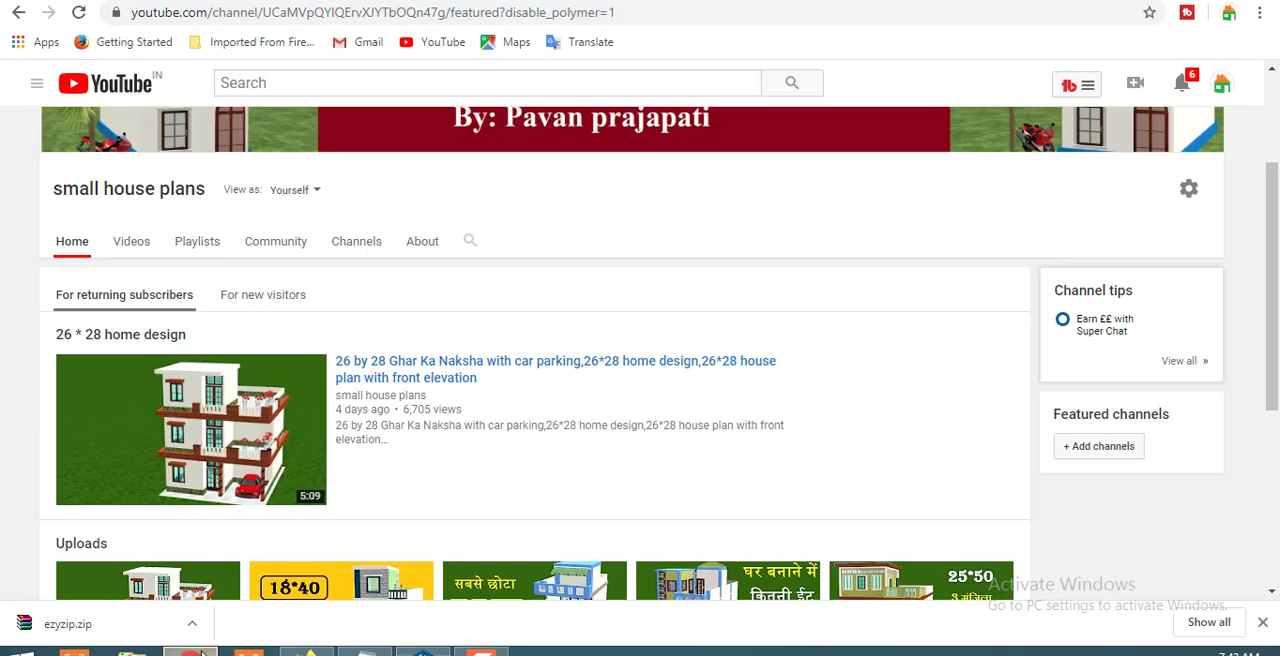 youtube.com/channel/UCaMVpQYlQErvXJYTbOQn47g/featured?disable_polymer=1
Apps Getting Started Imported From Fire... Gmail YouTube Maps Translate
YouTube IN Search 6
By: Pavan prajapati
small house plans View as: Yourself
Home Videos Playlists Community Channels About
For returning subscribers For new visitors
26 * 28 home design
26 by 28 Ghar Ka Naksha with car parking,26*28 home design,26*28 house
plan with front elevation
small house plans
4 days ago • 6,705 views
26 by 28 Ghar Ka Naksha with car parking,26*28 home design,26*28 house plan with front
elevation...
5:09
Channel tips
Earn ££ with
Super Chat
View all »
Featured channels
+ Add channels
Uploads
18*40
सबसे छोटा
घर बनाने में
कितनी ईट
25*50
3 मंजिला
Activate Windows
Go to PC settings to activate Windows.
ezyzip.zip
Show all